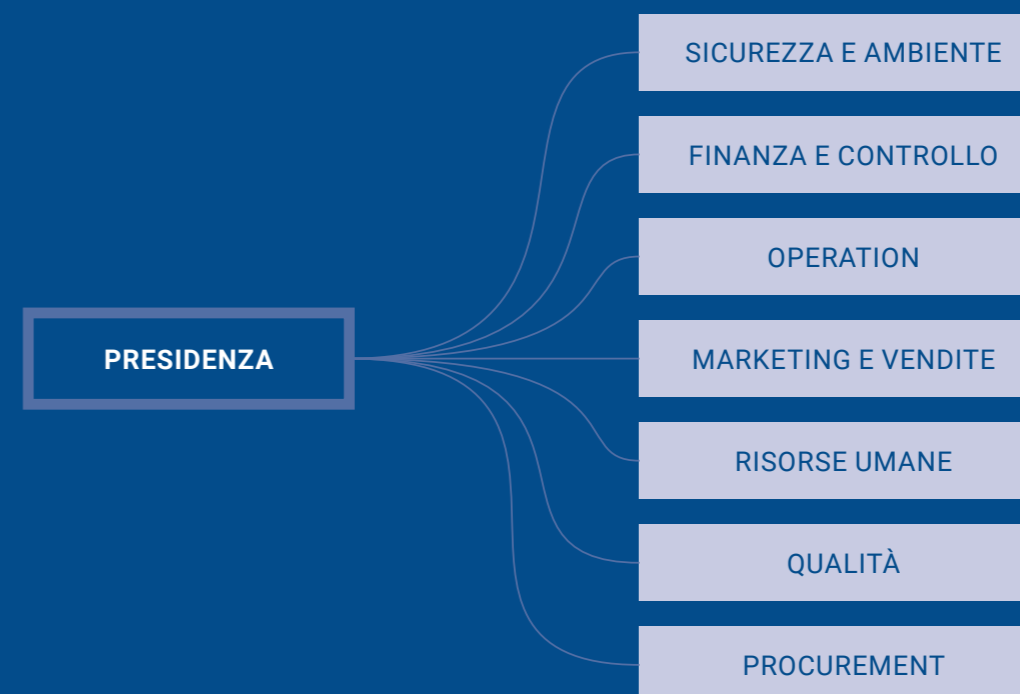 SICUREZZA E AMBIENTE
FINANZA E CONTROLLO
OPERATION
PRESIDENZA
MARKETING E VENDITE
RISORSE UMANE
QUALITÀ
PROCUREMENT